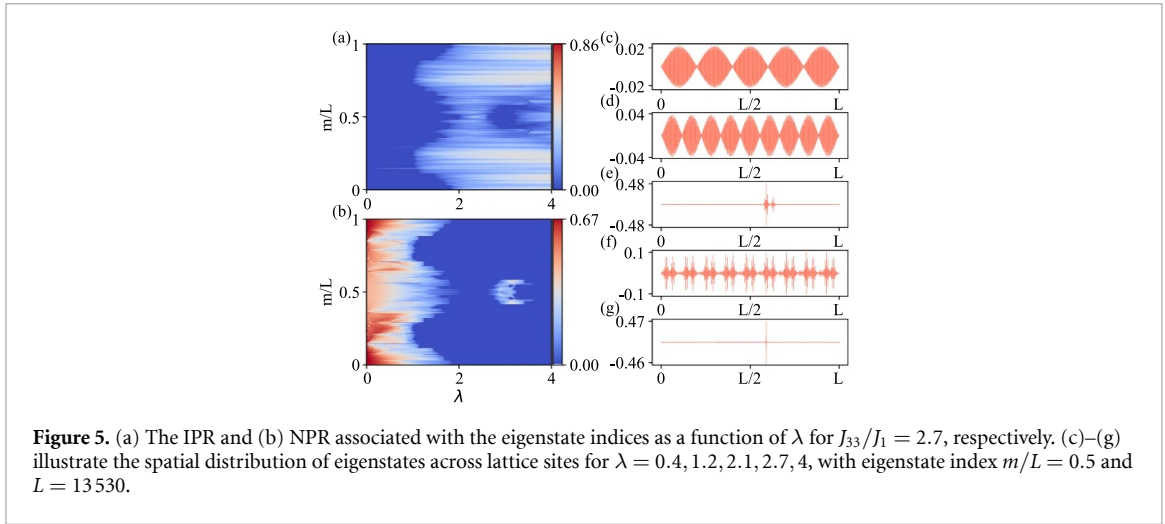 (a)
1
m/L
0.5
0
0
2
4
0.86
0.00
(b)
1
m/L
0.5
0
0
2
4
λ
0.67
0.00
(c)
0.02
-0.02
0
L/2
L
(d)
0.04
-0.04
0
L/2
L
(e)
0.48
-0.48
0
L/2
L
(f)
0.1
-0.1
0
L/2
L
(g)
0.47
-0.46
0
L/2
L
Figure 5. (a) The IPR and (b) NPR associated with the eigenstate indices as a function of λ for J₃₃/J₁ = 2.7, respectively. (c)–(g)
illustrate the spatial distribution of eigenstates across lattice sites for λ = 0.4, 1.2, 2.1, 2.7, 4, with eigenstate index m/L = 0.5 and
L = 13 530.